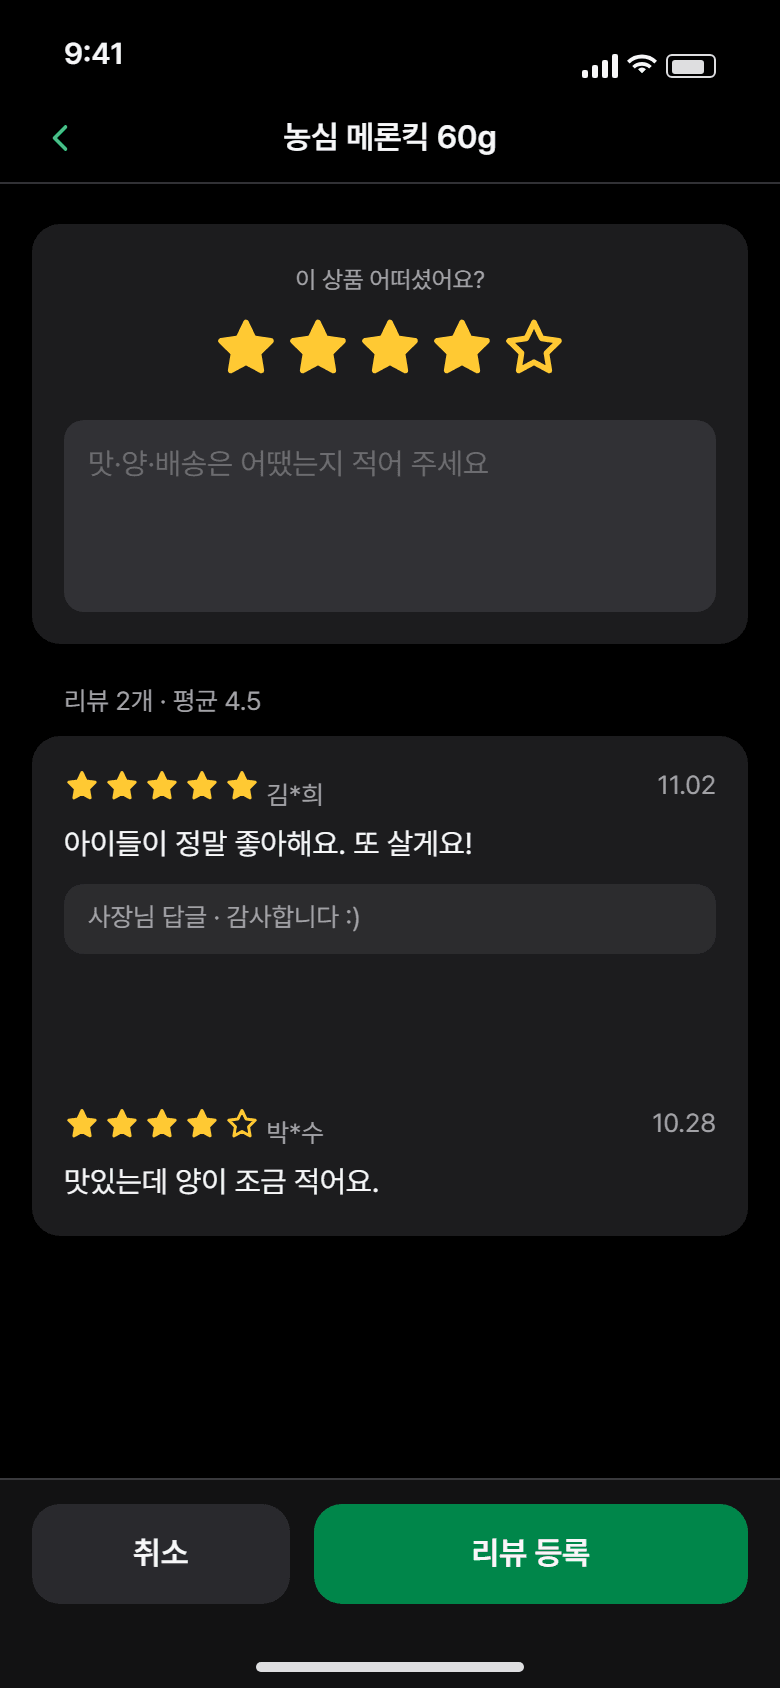 9:41
농심 메론킥 60g
이 상품 어떠셨어요?
맛·양·배송은 어땠는지 적어 주세요
리뷰 2개 · 평균 4.5
김*희 11.02
아이들이 정말 좋아해요. 또 살게요!
사장님 답글 · 감사합니다 :)
박*수 10.28
맛있는데 양이 조금 적어요.
취소 리뷰 등록